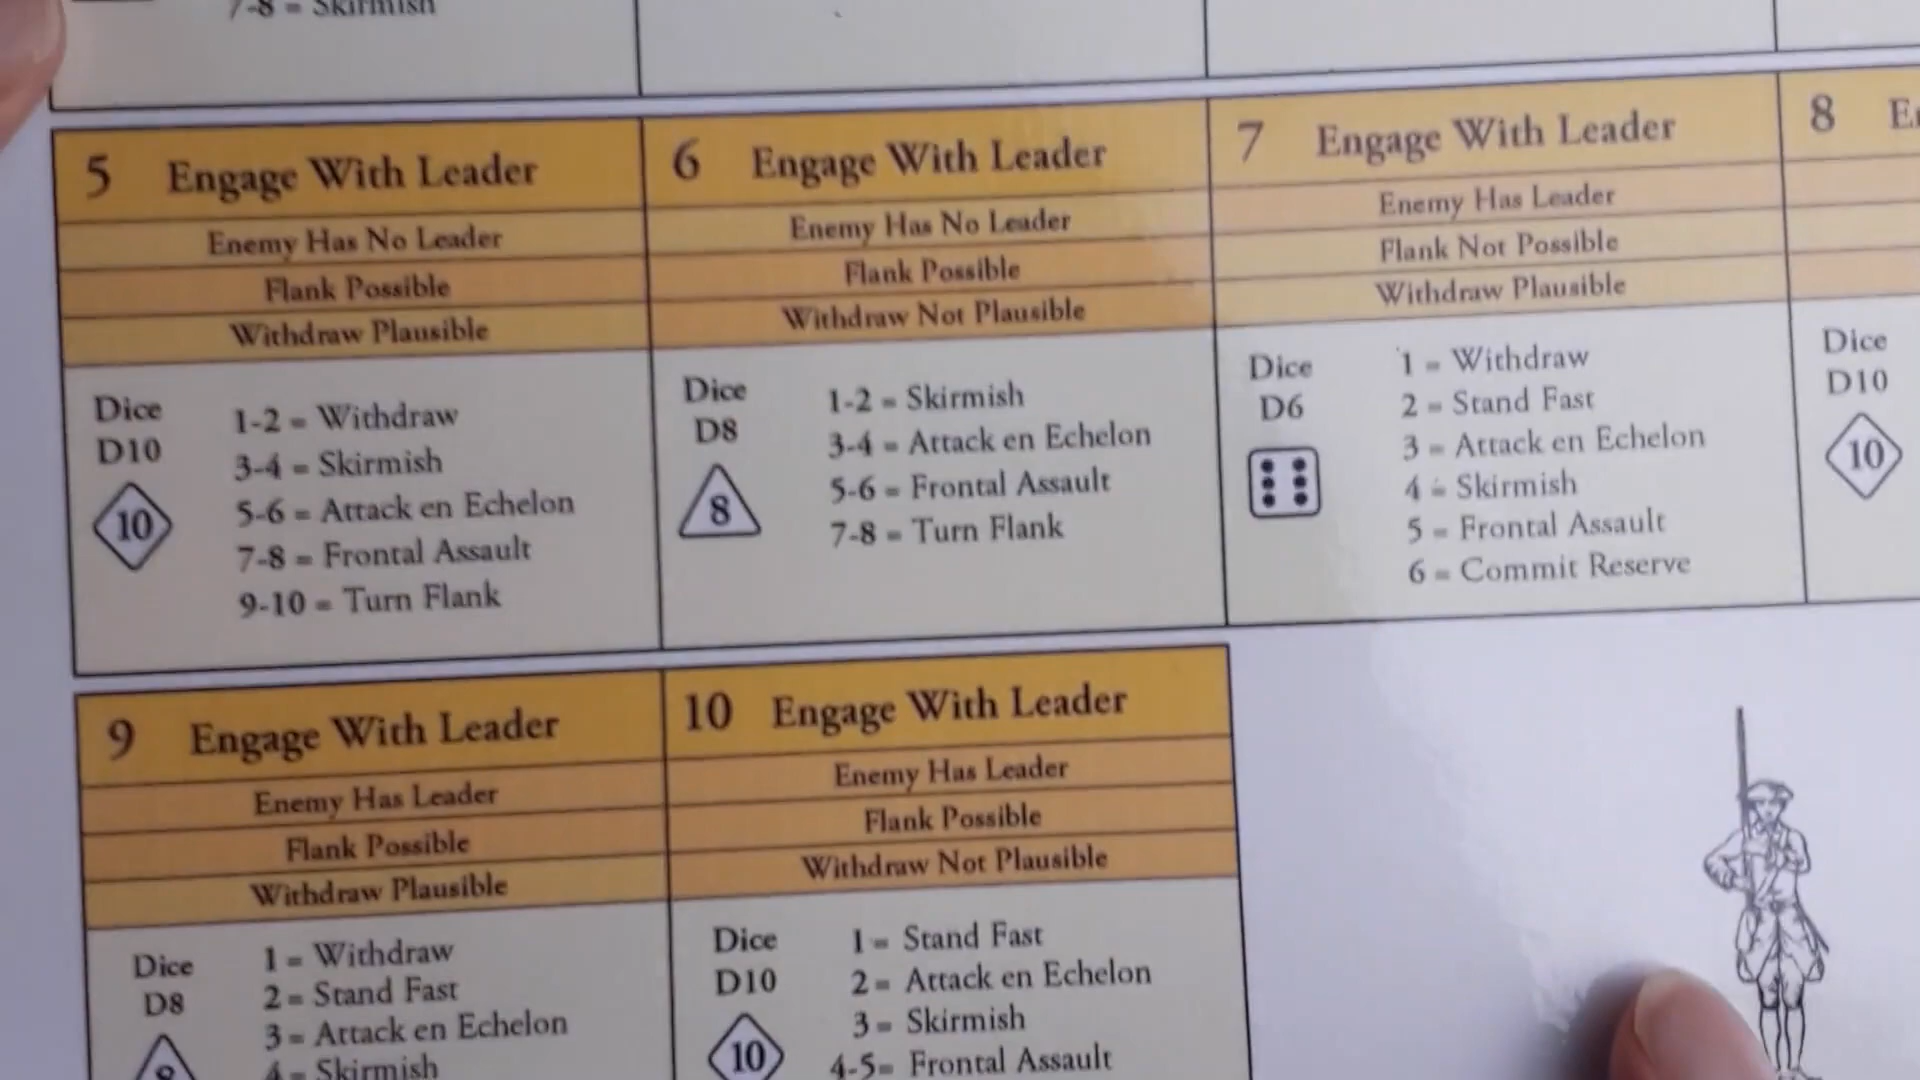 7-8 = Skirmish
5 Engage With Leader
Enemy Has No Leader
Flank Possible
Withdraw Plausible
Dice
D10
10
1-2 = Withdraw
3-4 = Skirmish
5-6 = Attack en Echelon
7-8 = Frontal Assault
9-10 = Turn Flank
6 Engage With Leader
Enemy Has No Leader
Flank Possible
Withdraw Not Plausible
Dice
D8
8
1-2 = Skirmish
3-4 = Attack en Echelon
5-6 = Frontal Assault
7-8 = Turn Flank
7 Engage With Leader
Enemy Has Leader
Flank Not Possible
Withdraw Plausible
Dice
D6
1 = Withdraw
2 = Stand Fast
3 = Attack en Echelon
4 = Skirmish
5 = Frontal Assault
6 = Commit Reserve
8
Dice
D10
10
9 Engage With Leader
Enemy Has Leader
Flank Possible
Withdraw Plausible
Dice
D8
8
1 = Withdraw
2 = Stand Fast
3 = Attack en Echelon
4 = Skirmish
10 Engage With Leader
Enemy Has Leader
Flank Possible
Withdraw Not Plausible
Dice
D10
10
1 = Stand Fast
2 = Attack en Echelon
3 = Skirmish
4-5= Frontal Assault